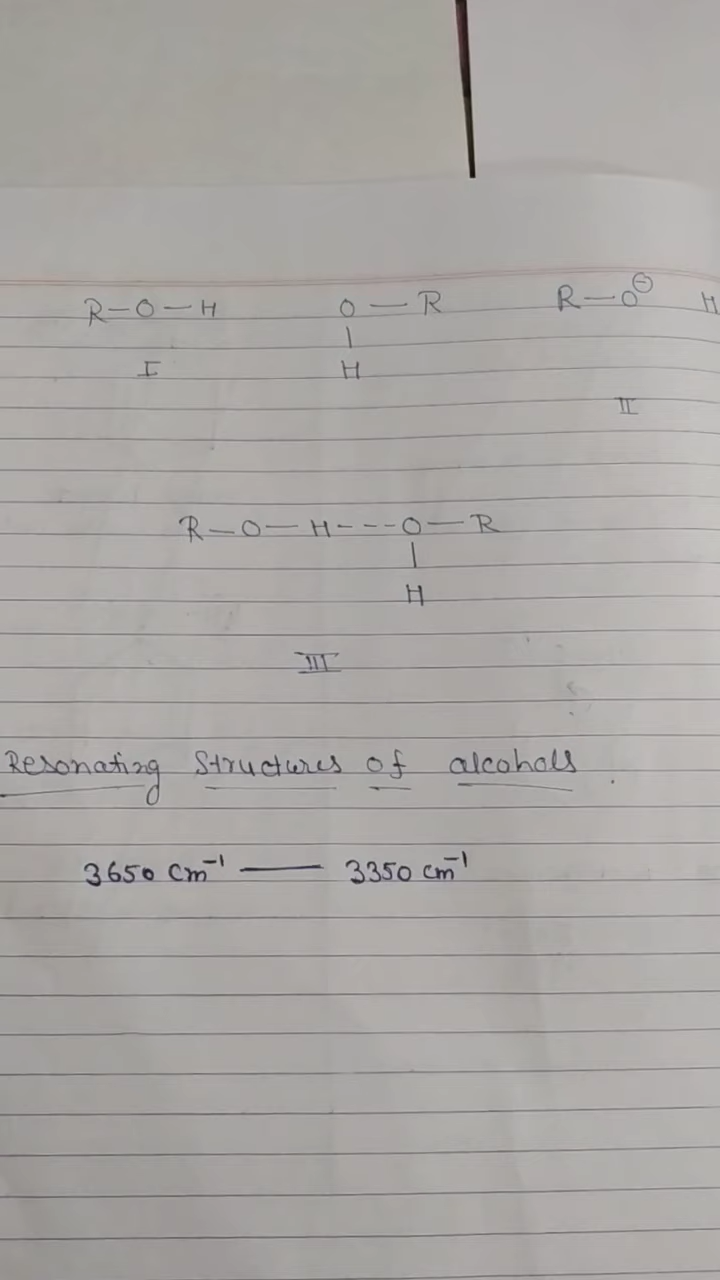 R-O-H O-R R-O⊖ H
|
I H
II
R-O-H---O-R
|
H
III
Resonating Structures of alcohols.
3650 cm⁻¹ — 3350 cm⁻¹